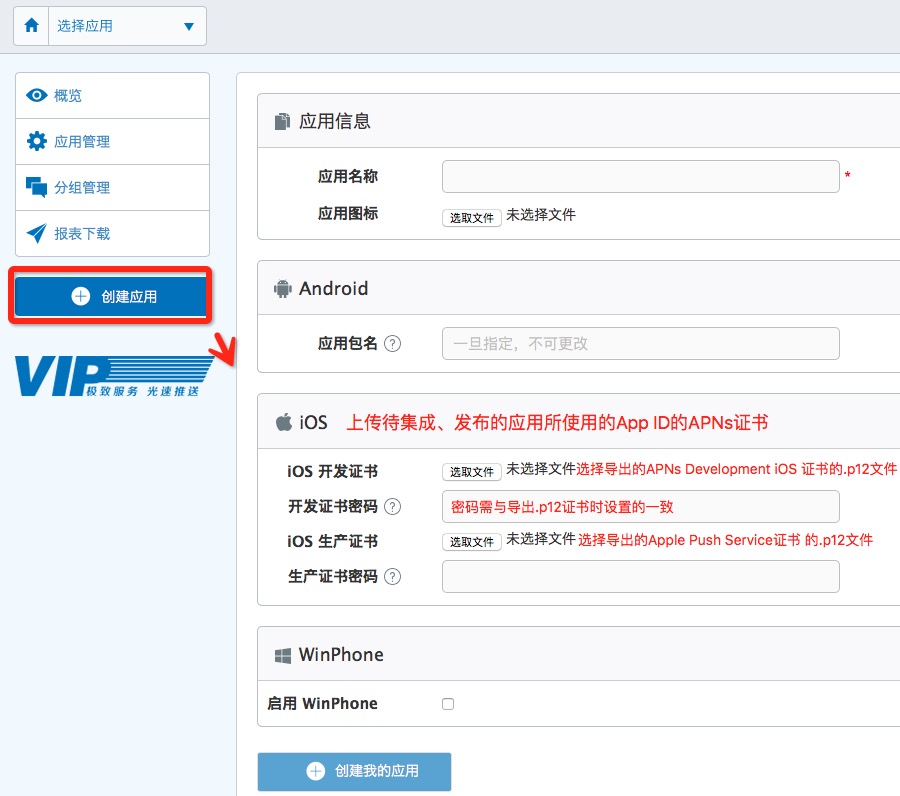 选择应用
概览
应用管理
分组管理
报表下载
创建应用
VIP
极致服务 光速推送
应用信息
应用名称 *
应用图标 选取文件 未选择文件
Android
应用包名 ? 一旦指定，不可更改
iOS 上传待集成、发布的应用所使用的App ID的APNs证书
iOS 开发证书 选取文件 未选择文件选择导出的APNs Development iOS 证书的.p12文件
开发证书密码 ? 密码需与导出.p12证书时设置的一致
iOS 生产证书 选取文件 未选择文件 选择导出的Apple Push Service证书 的.p12文件
生产证书密码 ?
WinPhone
启用 WinPhone
创建我的应用